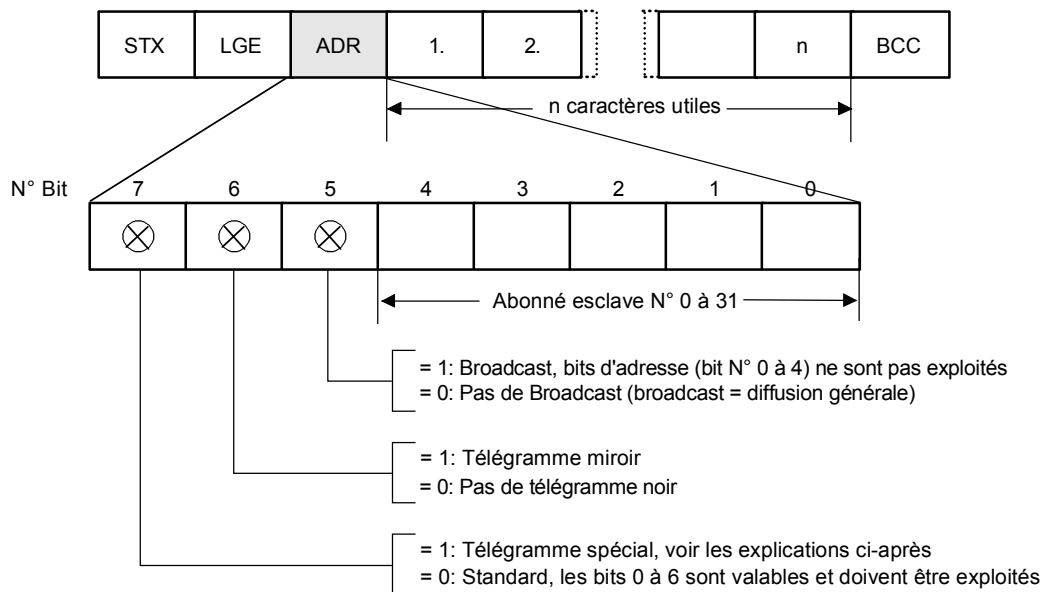 STX LGE ADR 1. 2. n BCC
n caractères utiles
N° Bit 7 6 5 4 3 2 1 0
Abonné esclave N° 0 à 31
= 1: Broadcast, bits d'adresse (bit N° 0 à 4) ne sont pas exploités
= 0: Pas de Broadcast (broadcast = diffusion générale)
= 1: Télégramme miroir
= 0: Pas de télégramme noir
= 1: Télégramme spécial, voir les explications ci-après
= 0: Standard, les bits 0 à 6 sont valables et doivent être exploités